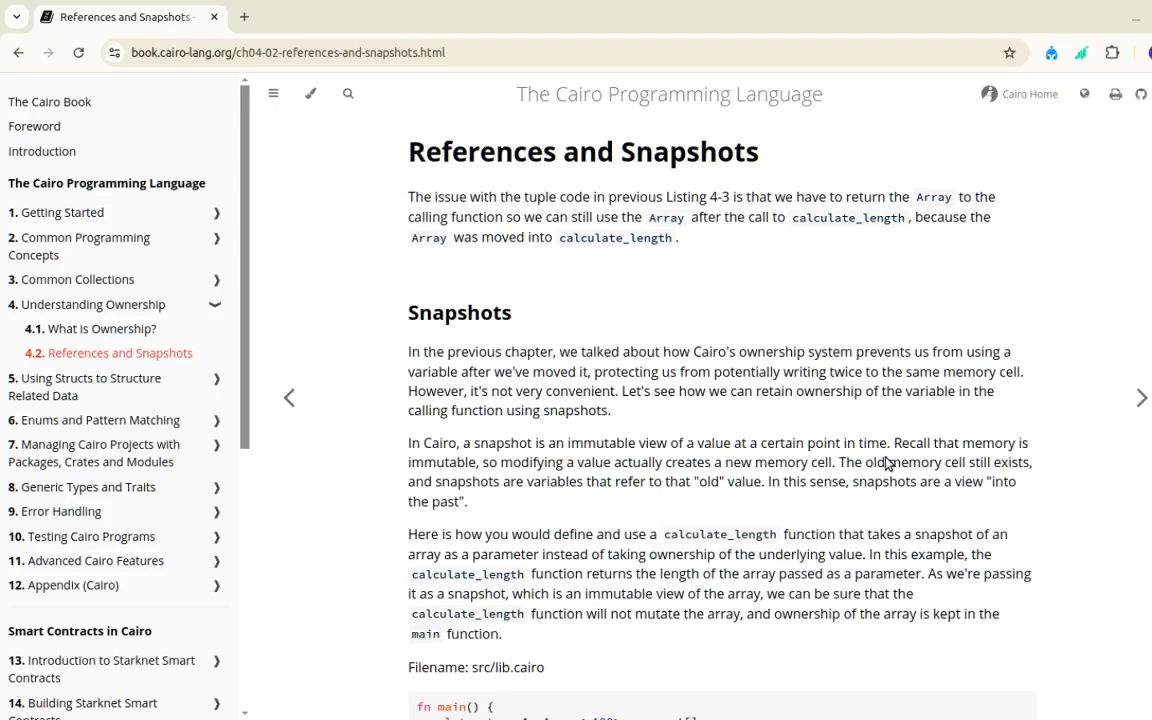 References and Snapshots
book.cairo-lang.org/ch04-02-references-and-snapshots.html
The Cairo Book
Foreword
Introduction
The Cairo Programming Language
1. Getting Started
2. Common Programming
Concepts
3. Common Collections
4. Understanding Ownership
4.1. What is Ownership?
4.2. References and Snapshots
5. Using Structs to Structure
Related Data
6. Enums and Pattern Matching
7. Managing Cairo Projects with
Packages, Crates and Modules
8. Generic Types and Traits
9. Error Handling
10. Testing Cairo Programs
11. Advanced Cairo Features
12. Appendix (Cairo)
Smart Contracts in Cairo
13. Introduction to Starknet Smart
Contracts
14. Building Starknet Smart
The Cairo Programming Language
Cairo Home
References and Snapshots
The issue with the tuple code in previous Listing 4-3 is that we have to return the Array to the
calling function so we can still use the Array after the call to calculate_length, because the
Array was moved into calculate_length.
Snapshots
In the previous chapter, we talked about how Cairo's ownership system prevents us from using a
variable after we've moved it, protecting us from potentially writing twice to the same memory cell.
However, it's not very convenient. Let's see how we can retain ownership of the variable in the
calling function using snapshots.
In Cairo, a snapshot is an immutable view of a value at a certain point in time. Recall that memory is
immutable, so modifying a value actually creates a new memory cell. The old memory cell still exists,
and snapshots are variables that refer to that "old" value. In this sense, snapshots are a view "into
the past".
Here is how you would define and use a calculate_length function that takes a snapshot of an
array as a parameter instead of taking ownership of the underlying value. In this example, the
calculate_length function returns the length of the array passed as a parameter. As we're passing
it as a snapshot, which is an immutable view of the array, we can be sure that the
calculate_length function will not mutate the array, and ownership of the array is kept in the
main function.
Filename: src/lib.cairo
fn main() {